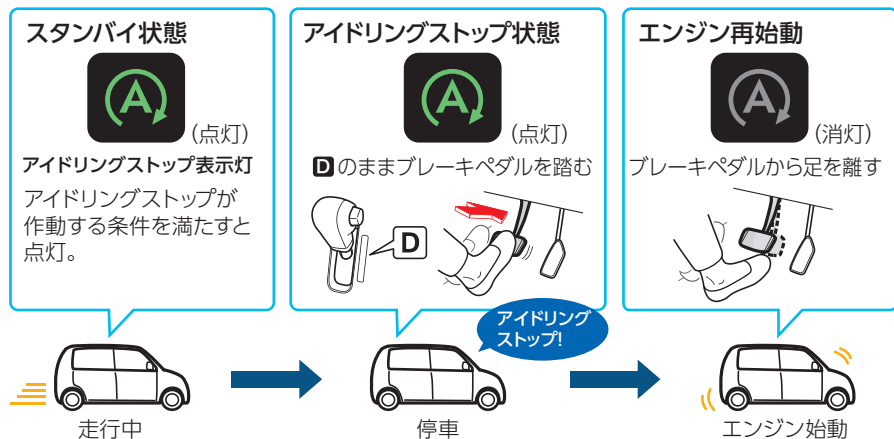 スタンバイ状態
A
(点灯)
アイドリングストップ表示灯
アイドリングストップが
作動する条件を満たすと
点灯。
走行中
アイドリングストップ状態
A
(点灯)
Dのままブレーキペダルを踏む
D
アイドリング
ストップ!
停車
エンジン再始動
A
(消灯)
ブレーキペダルから足を離す
エンジン始動